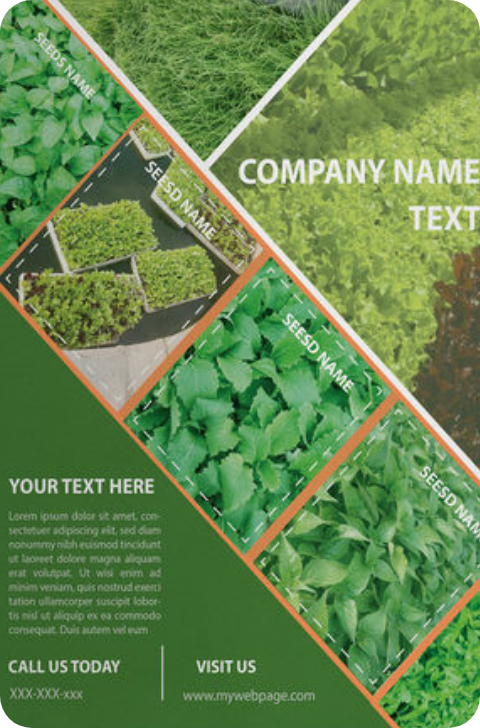 SEEDS NAME
COMPANY NAME
TEXT
SEESD NAME
SEESD NAME
SEESD NAM
YOUR TEXT HERE
Lorem ipsum dolor sit amet, con-
sectetuer adipiscing elit, sed diam
nonummy nibh euismod tincidunt
ut laoreet dolore magna aliquam
erat volutpat. Ut wisi enim ad
minim veniam, quis nostrud exerci
tation ullamcorper suscipit lobor-
tis nisl ut aliquip ex ea commodo
consequat. Duis autem vel eum
CALL US TODAY
XXX-XXX-xxx
VISIT US
www.mywebpage.com